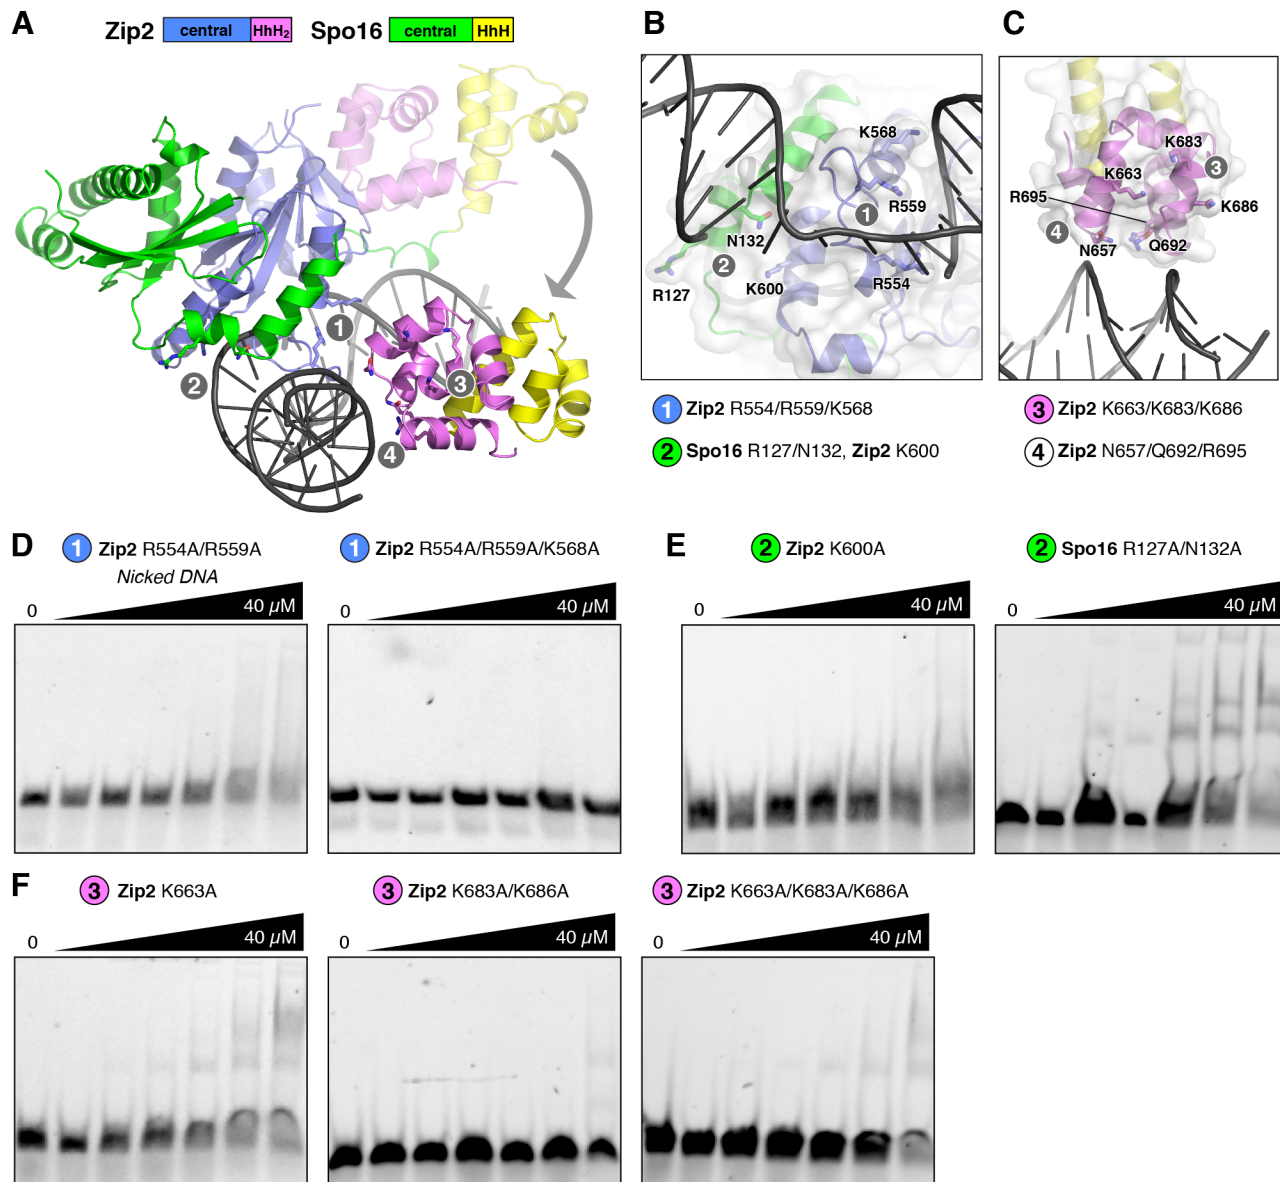 A
Zip2 central HhH2 Spo16 central HhH
1
2
3
4
B
K568
R559
1
N132
2
R127
K600
R554
1 Zip2 R554/R559/K568
2 Spo16 R127/N132, Zip2 K600
C
K683
3
K663
R695
K686
4
N657
Q692
3 Zip2 K663/K683/K686
4 Zip2 N657/Q692/R695
D
1 Zip2 R554A/R559A
Nicked DNA
0 40 µM
1 Zip2 R554A/R559A/K568A
0 40 µM
E
2 Zip2 K600A
0 40 µM
2 Spo16 R127A/N132A
0 40 µM
F
3 Zip2 K663A
0 40 µM
3 Zip2 K683A/K686A
0 40 µM
3 Zip2 K663A/K683A/K686A
0 40 µM